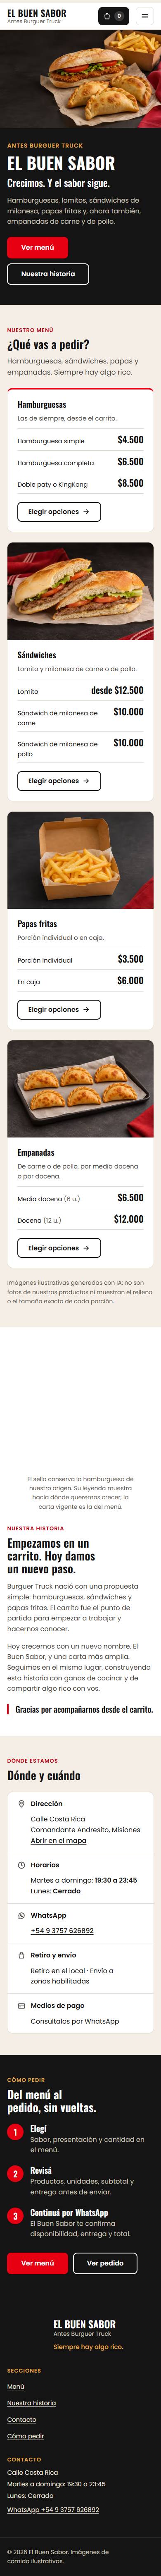 EL BUEN SABOR
Antes Burguer Truck
0
ANTES BURGUER TRUCK
EL BUEN SABOR
Crecimos. Y el sabor sigue.
Hamburguesas, lomitos, sándwiches de
milanesa, papas fritas y, ahora también,
empanadas de carne y de pollo.
Ver menú
Nuestra historia
NUESTRO MENÚ
¿Qué vas a pedir?
Hamburguesas, sándwiches, papas y
empanadas. Siempre hay algo rico.
Hamburguesas
Las de siempre, desde el carrito.
Hamburguesa simple $4.500
Hamburguesa completa $6.500
Doble paty o KingKong $8.500
Elegir opciones →
Sándwiches
Lomito y milanesa de carne o de pollo.
Lomito desde $12.500
Sándwich de milanesa de $10.000
carne
Sándwich de milanesa de $10.000
pollo
Elegir opciones →
Papas fritas
Porción individual o en caja.
Porción individual $3.500
En caja $6.000
Elegir opciones →
Empanadas
De carne o de pollo, por media docena
o por docena.
Media docena (6 u.) $6.500
Docena (12 u.) $12.000
Elegir opciones →
Imágenes ilustrativas generadas con IA: no son
fotos de nuestros productos ni muestran el relleno
o el tamaño exacto de cada porción.
El sello conserva la hamburguesa de
nuestro origen. Su leyenda muestra
hacia dónde queremos crecer; la
carta vigente es la del menú.
NUESTRA HISTORIA
Empezamos en un
carrito. Hoy damos
un nuevo paso.
Burguer Truck nació con una propuesta
simple: hamburguesas, sándwiches y
papas fritas. El carrito fue el punto de
partida para empezar a trabajar y
hacernos conocer.
Hoy crecemos con un nuevo nombre, El
Buen Sabor, y una carta más amplia.
Seguimos en el mismo lugar, construyendo
esta historia con ganas de cocinar y de
compartir algo rico con vos.
Gracias por acompañarnos desde el carrito.
DÓNDE ESTAMOS
Dónde y cuándo
Dirección
Calle Costa Rica
Comandante Andresito, Misiones
Abrir en el mapa
Horarios
Martes a domingo: 19:30 a 23:45
Lunes: Cerrado
WhatsApp
+54 9 3757 626892
Retiro y envío
Retiro en el local · Envío a
zonas habilitadas
Medios de pago
Consultalos por WhatsApp
CÓMO PEDIR
Del menú al
pedido, sin vueltas.
1 Elegí
Sabor, presentación y cantidad en
el menú.
2 Revisá
Productos, unidades, subtotal y
entrega antes de enviar.
3 Continuá por WhatsApp
El Buen Sabor te confirma
disponibilidad, entrega y total.
Ver menú
Ver pedido
EL BUEN SABOR
Antes Burguer Truck
Siempre hay algo rico.
SECCIONES
Menú
Nuestra historia
Contacto
Cómo pedir
CONTACTO
Calle Costa Rica
Martes a domingo: 19:30 a 23:45
Lunes: Cerrado
WhatsApp +54 9 3757 626892
© 2026 El Buen Sabor. Imágenes de
comida ilustrativas.